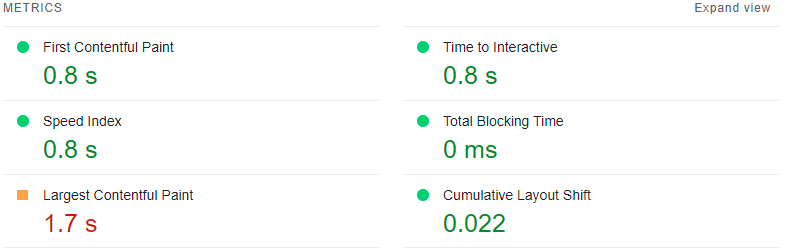 METRICS
Expand view
First Contentful Paint
0.8 s
Time to Interactive
0.8 s
Speed Index
0.8 s
Total Blocking Time
0 ms
Largest Contentful Paint
1.7 s
Cumulative Layout Shift
0.022